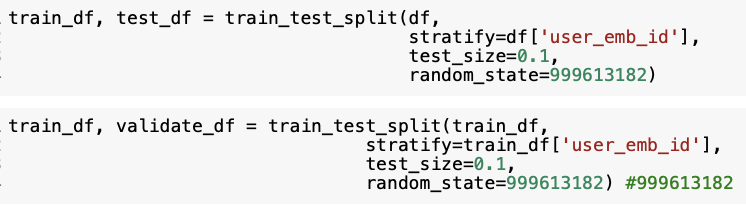 train_df, test_df = train_test_split(df,
stratify=df['user_emb_id'],
test_size=0.1,
random_state=999613182)
train_df, validate_df = train_test_split(train_df,
stratify=train_df['user_emb_id'],
test_size=0.1,
random_state=999613182) #999613182